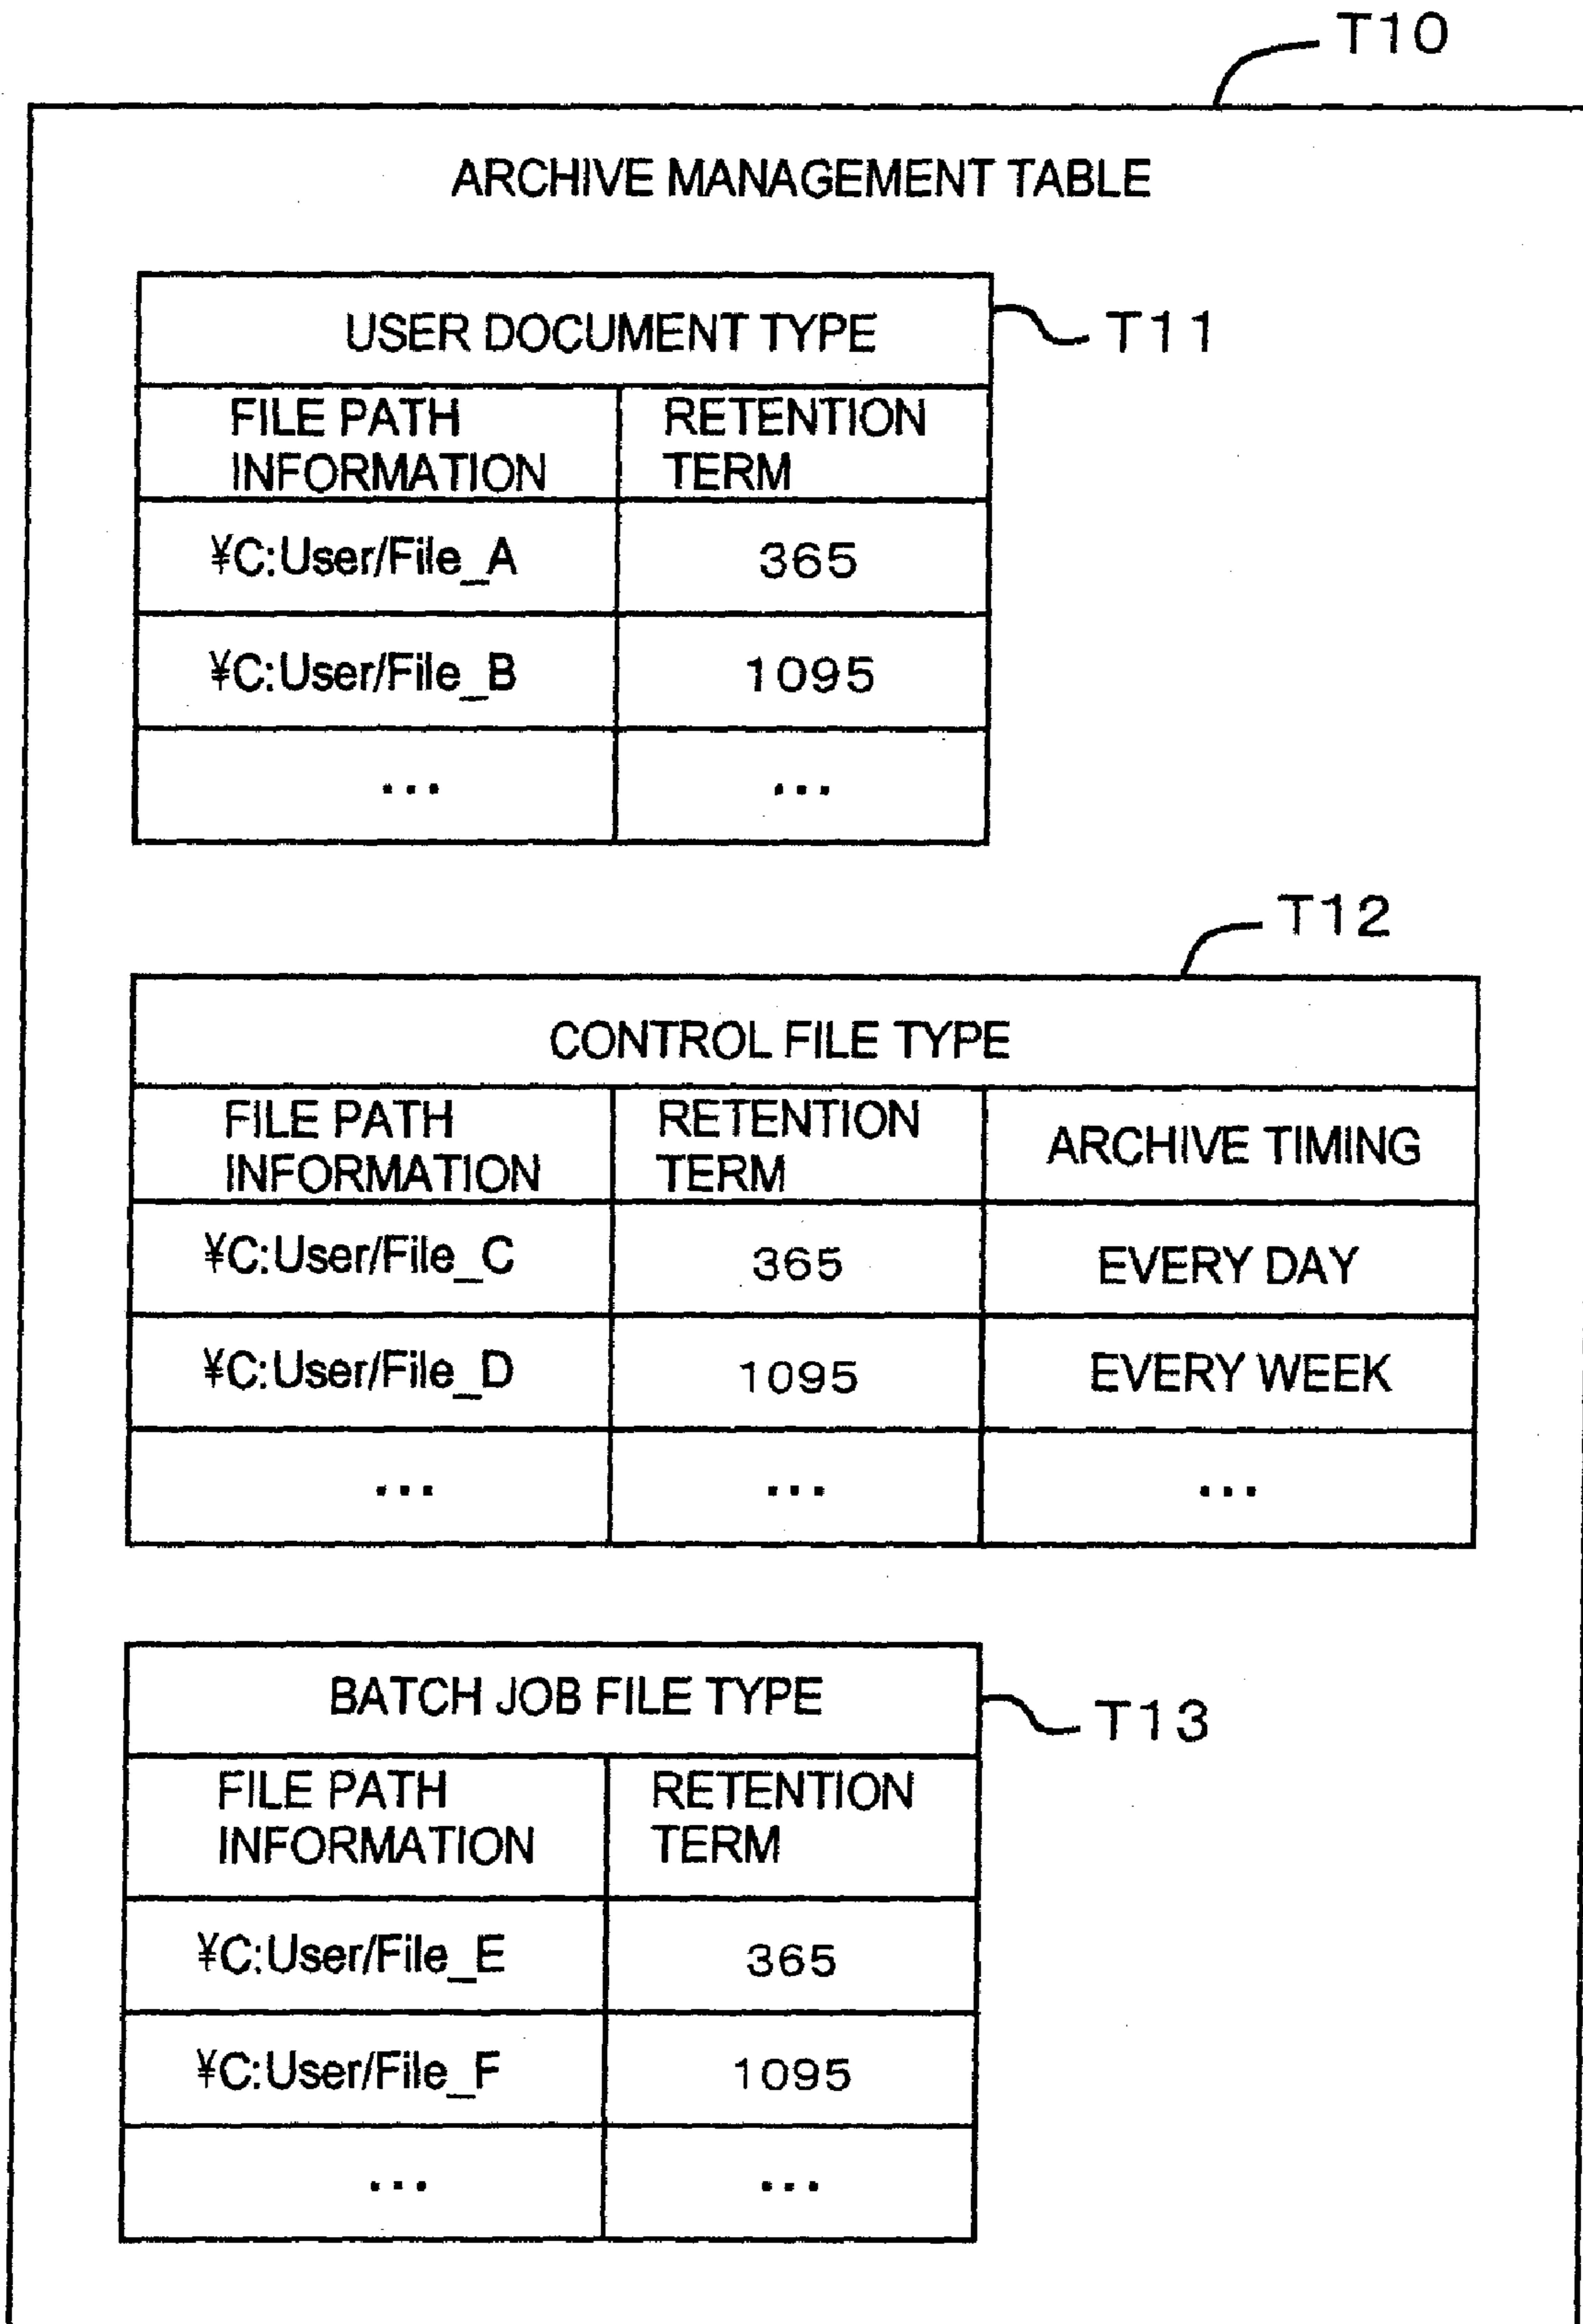 T10
ARCHIVE MANAGEMENT TABLE
USER DOCUMENT TYPE
T11
FILE PATH INFORMATION
RETENTION TERM
¥C:User/File_A
365
¥C:User/File_B
1095
...
...
T12
CONTROL FILE TYPE
FILE PATH INFORMATION
RETENTION TERM
ARCHIVE TIMING
¥C:User/File_C
365
EVERY DAY
¥C:User/File_D
1095
EVERY WEEK
...
...
...
BATCH JOB FILE TYPE
T13
FILE PATH INFORMATION
RETENTION TERM
¥C:User/File_E
365
¥C:User/File_F
1095
...
...